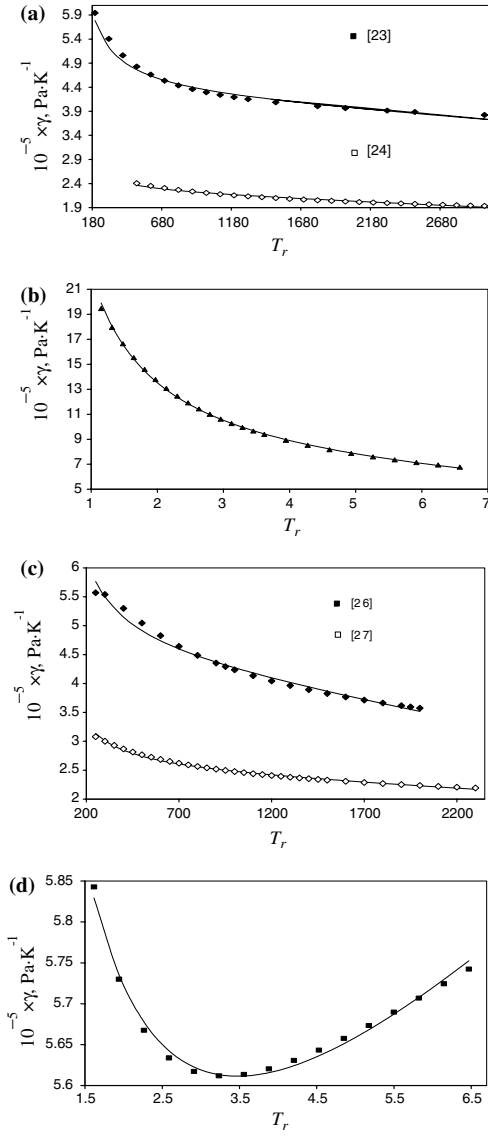 (a)
5.9
5.4
4.9
4.4
3.9
3.4
2.9
2.4
1.9
10⁻⁵ ×γ, Pa·K⁻¹
[23]
[24]
180 680 1180 1680 2180 2680
T_r
(b)
21
19
17
15
13
11
9
7
5
10⁻⁵ ×γ, Pa·K⁻¹
1 2 3 4 5 6 7
T_r
(c)
6
5.5
5
4.5
4
3.5
3
2.5
2
10⁻⁵ ×γ, Pa·K⁻¹
[26]
[27]
200 700 1200 1700 2200
T_r
(d)
5.85
5.8
5.75
5.7
5.65
5.6
10⁻⁵ ×γ, Pa·K⁻¹
1.5 2.5 3.5 4.5 5.5 6.5
T_r